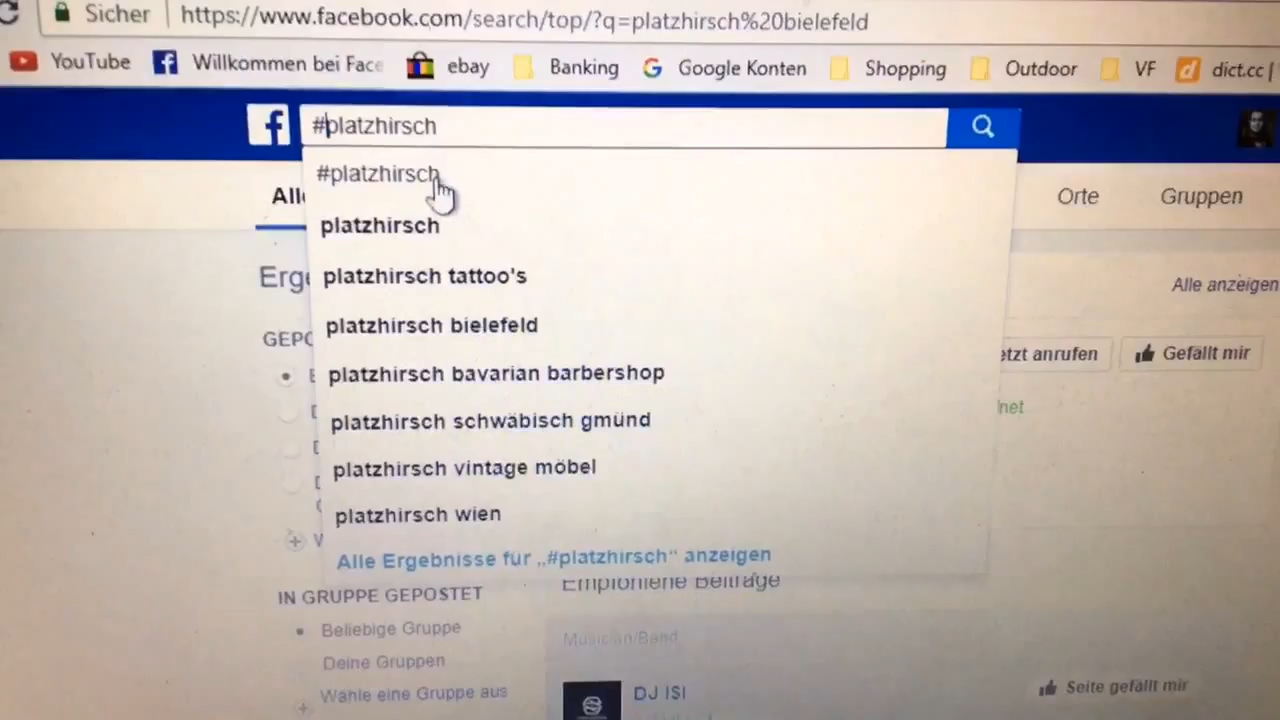 Sicher https://www.facebook.com/search/top/?q=platzhirsch%20bielefeld
YouTube Willkommen bei Face ebay Banking Google Konten Shopping Outdoor VF dict.cc |
#platzhirsch
Alle Orte Gruppen
#platzhirsch
platzhirsch
Alle anzeigen
platzhirsch tattoo's
platzhirsch bielefeld
etzt anrufen Gefällt mir
platzhirsch bavarian barbershop
platzhirsch schwäbisch gmünd
platzhirsch vintage möbel
platzhirsch wien
Alle Ergebnisse für „#platzhirsch“ anzeigen
Empfohlene Beiträge
IN GRUPPE GEPOSTET
Beliebige Gruppe
Musician/Band
Deine Gruppen
Wähle eine Gruppe aus
DJ ISI
Seite gefällt mir